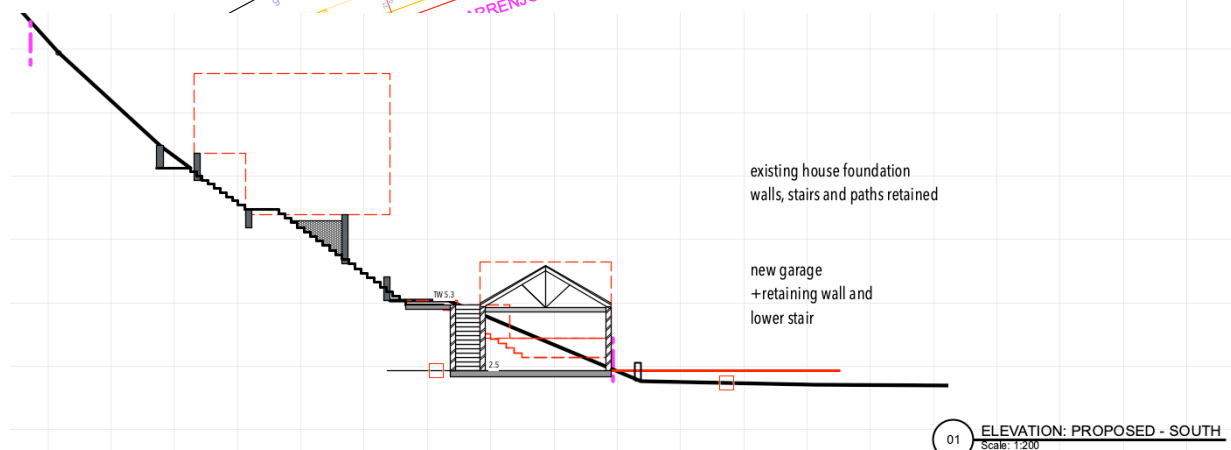 existing house foundation
walls, stairs and paths retained
new garage
+retaining wall and
lower stair
TW 5.3
2.5
01 ELEVATION: PROPOSED - SOUTH
Scale: 1:200